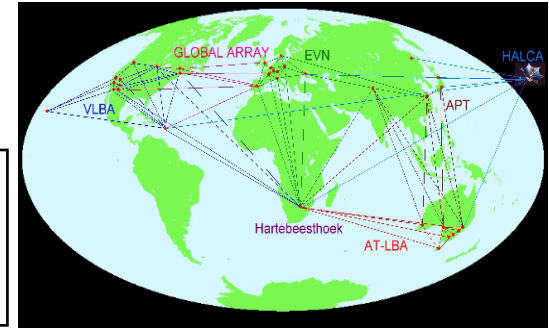 GLOBAL ARRAY
EVN
HALCA
VLBA
APT
Hartebeesthoek
AT-LBA